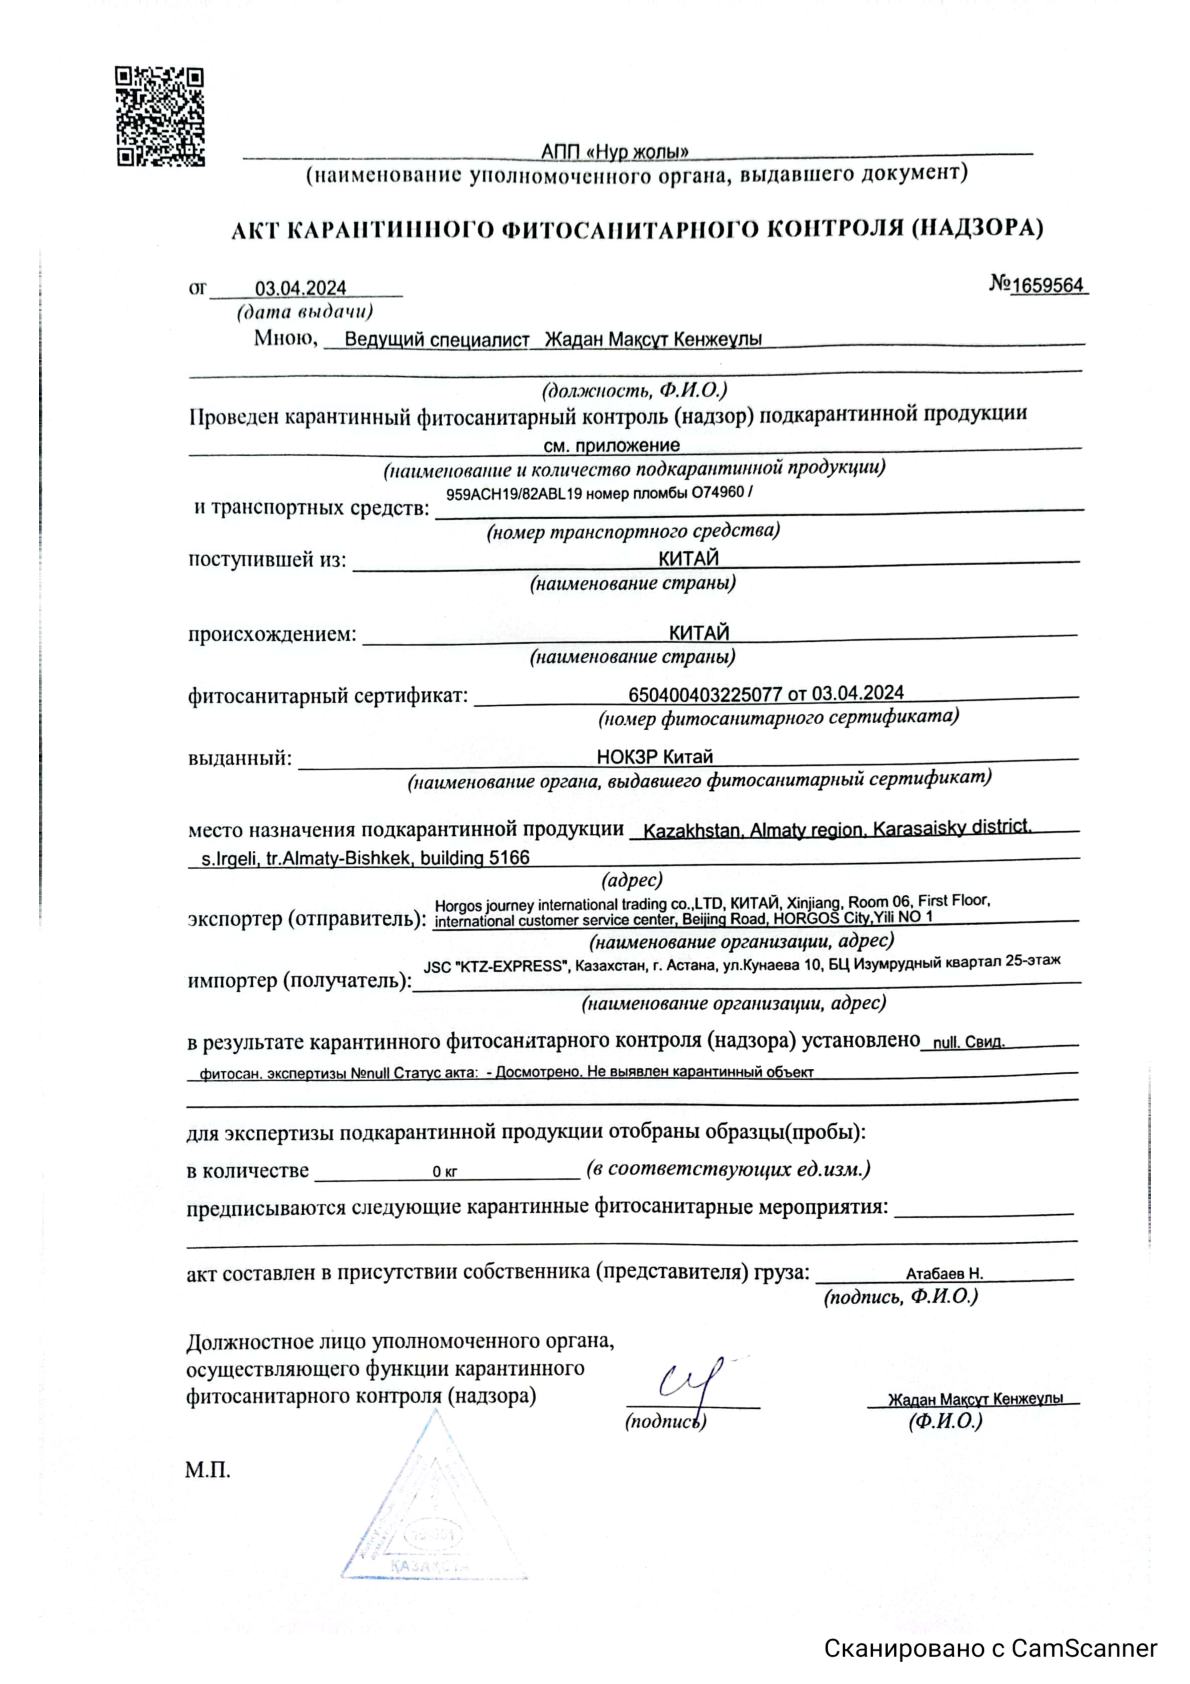 АПП «Нур жолы»
(наименование уполномоченного органа, выдавшего документ)
АКТ КАРАНТИННОГО ФИТОСАНИТАРНОГО КОНТРОЛЯ (НАДЗОРА)
от 03.04.2024 №1659564
(дата выдачи)
Мною, Ведущий специалист Жадан Мақсұт Кенжеұлы
(должность, Ф.И.О.)
Проведен карантинный фитосанитарный контроль (надзор) подкарантинной продукции
см. приложение
(наименование и количество подкарантинной продукции)
959ACH19/82ABL19 номер пломбы О74960 /
и транспортных средств:
(номер транспортного средства)
поступившей из: КИТАЙ
(наименование страны)
происхождением: КИТАЙ
(наименование страны)
фитосанитарный сертификат: 650400403225077 от 03.04.2024
(номер фитосанитарного сертификата)
выданный: НОКЗР Китай
(наименование органа, выдавшего фитосанитарный сертификат)
место назначения подкарантинной продукции Kazakhstan, Almaty region, Karasaisky district,
s.Irgeli, tr.Almaty-Bishkek, building 5166
(адрес)
Horgos journey international trading co.,LTD, КИТАЙ, Xinjiang, Room 06, First Floor,
экспортер (отправитель): international customer service center, Beijing Road, HORGOS City,Yili NO 1
(наименование организации, адрес)
JSC "KTZ-EXPRESS", Казахстан, г. Астана, ул.Кунаева 10, БЦ Изумрудный квартал 25-этаж
импортер (получатель):
(наименование организации, адрес)
в результате карантинного фитосанитарного контроля (надзора) установлено null. Свид.
фитосан. экспертизы №null Статус акта: - Досмотрено. Не выявлен карантинный объект
для экспертизы подкарантинной продукции отобраны образцы(пробы):
в количестве 0 кг (в соответствующих ед.изм.)
предписываются следующие карантинные фитосанитарные мероприятия:
акт составлен в присутствии собственника (представителя) груза: Атабаев Н.
(подпись, Ф.И.О.)
Должностное лицо уполномоченного органа,
осуществляющего функции карантинного
фитосанитарного контроля (надзора) Жадан Мақсұт Кенжеұлы
(подпись) (Ф.И.О.)
М.П.
Сканировано с CamScanner